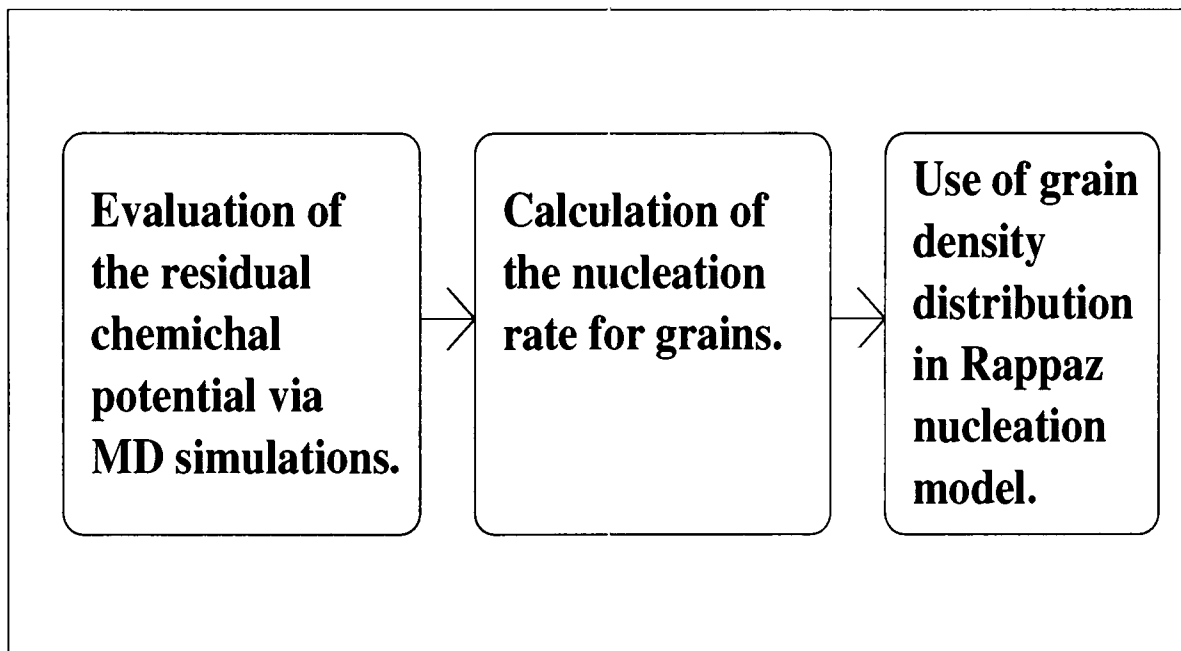 Evaluation of
the residual
chemichal
potential via
MD simulations.
Calculation of
the nucleation
rate for grains.
Use of grain
density
distribution
in Rappaz
nucleation
model.